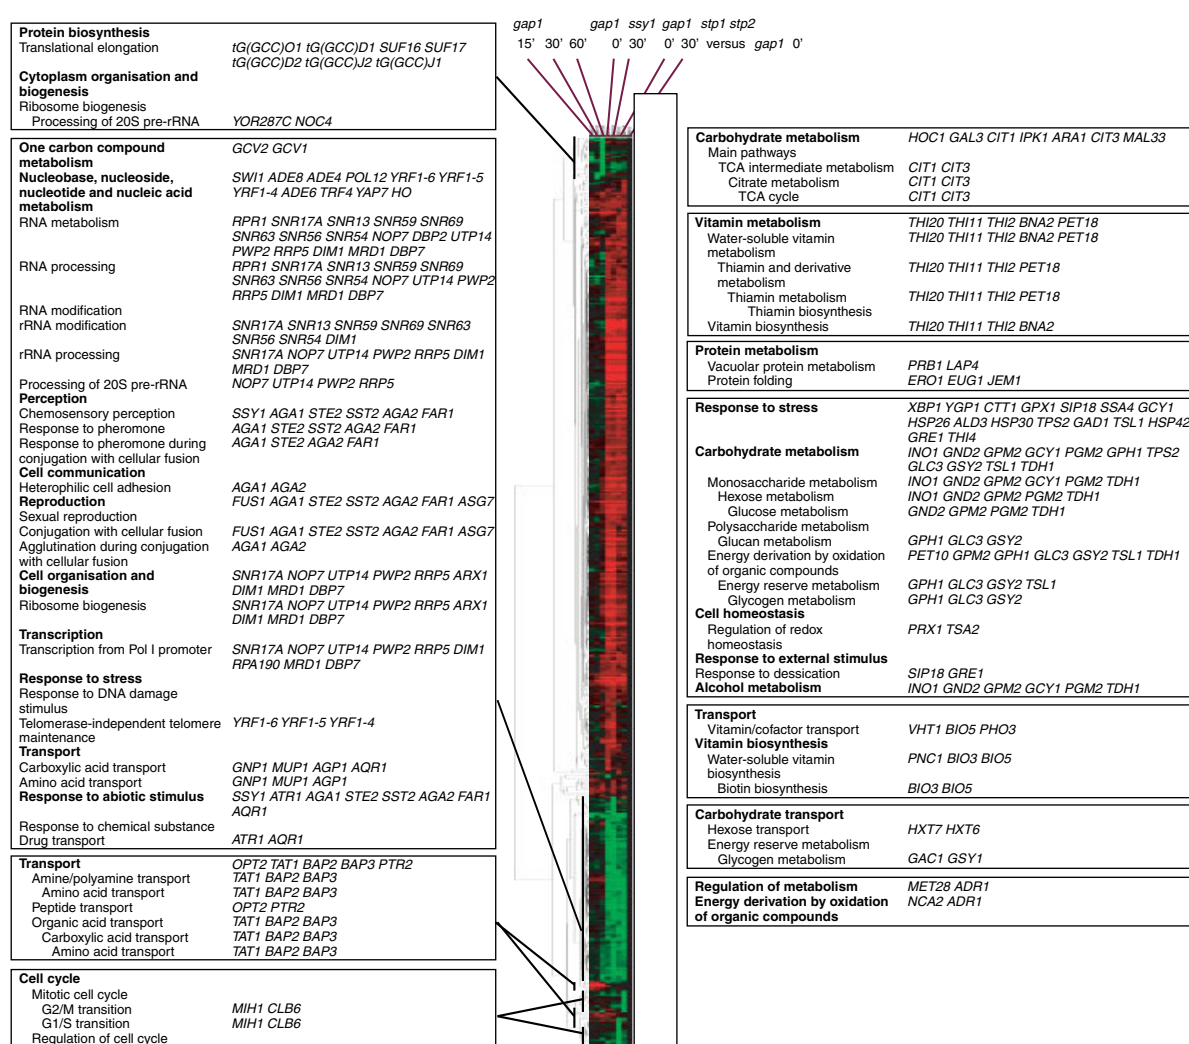 gap1 gap1 ssy1 gap1 stp1 stp2
15’ 30’ 60’ 0’ 30’ 0’ 30’ versus gap1 0’
Protein biosynthesis
Translational elongation tG(GCC)O1 tG(GCC)D1 SUF16 SUF17
tG(GCC)D2 tG(GCC)J2 tG(GCC)J1
Cytoplasm organisation and
biogenesis
Ribosome biogenesis
Processing of 20S pre-rRNA YOR287C NOC4
One carbon compound GCV2 GCV1
metabolism
Nucleobase, nucleoside, SWI1 ADE8 ADE4 POL12 YRF1-6 YRF1-5
nucleotide and nucleic acid YRF1-4 ADE6 TRF4 YAP7 HO
metabolism
RNA metabolism RPR1 SNR17A SNR13 SNR59 SNR69
SNR63 SNR56 SNR54 NOP7 DBP2 UTP14
PWP2 RRP5 DIM1 MRD1 DBP7
RNA processing RPR1 SNR17A SNR13 SNR59 SNR69
SNR63 SNR56 SNR54 NOP7 UTP14 PWP2
RRP5 DIM1 MRD1 DBP7
RNA modification
rRNA modification SNR17A SNR13 SNR59 SNR69 SNR63
SNR56 SNR54 DIM1
rRNA processing SNR17A NOP7 UTP14 PWP2 RRP5 DIM1
MRD1 DBP7
Processing of 20S pre-rRNA NOP7 UTP14 PWP2 RRP5
Perception
Chemosensory perception SSY1 AGA1 STE2 SST2 AGA2 FAR1
Response to pheromone AGA1 STE2 SST2 AGA2 FAR1
Response to pheromone during AGA1 STE2 AGA2 FAR1
conjugation with cellular fusion
Cell communication
Heterophilic cell adhesion AGA1 AGA2
Reproduction FUS1 AGA1 STE2 SST2 AGA2 FAR1 ASG7
Sexual reproduction
Conjugation with cellular fusion FUS1 AGA1 STE2 SST2 AGA2 FAR1 ASG7
Agglutination during conjugation AGA1 AGA2
with cellular fusion
Cell organisation and SNR17A NOP7 UTP14 PWP2 RRP5 ARX1
biogenesis DIM1 MRD1 DBP7
Ribosome biogenesis SNR17A NOP7 UTP14 PWP2 RRP5 ARX1
DIM1 MRD1 DBP7
Transcription
Transcription from Pol I promoter SNR17A NOP7 UTP14 PWP2 RRP5 DIM1
RPA190 MRD1 DBP7
Response to stress
Response to DNA damage
stimulus
Telomerase-independent telomere YRF1-6 YRF1-5 YRF1-4
maintenance
Transport
Carboxylic acid transport GNP1 MUP1 AGP1 AQR1
Amino acid transport GNP1 MUP1 AGP1
Response to abiotic stimulus SSY1 ATR1 AGA1 STE2 SST2 AGA2 FAR1
AQR1
Response to chemical substance
Drug transport ATR1 AQR1
Transport OPT2 TAT1 BAP2 BAP3 PTR2
Amine/polyamine transport TAT1 BAP2 BAP3
Amino acid transport TAT1 BAP2 BAP3
Peptide transport OPT2 PTR2
Organic acid transport TAT1 BAP2 BAP3
Carboxylic acid transport TAT1 BAP2 BAP3
Amino acid transport TAT1 BAP2 BAP3
Cell cycle
Mitotic cell cycle
G2/M transition MIH1 CLB6
G1/S transition MIH1 CLB6
Regulation of cell cycle
Carbohydrate metabolism HOC1 GAL3 CIT1 IPK1 ARA1 CIT3 MAL33
Main pathways
TCA intermediate metabolism CIT1 CIT3
Citrate metabolism CIT1 CIT3
TCA cycle CIT1 CIT3
Vitamin metabolism THI20 THI11 THI2 BNA2 PET18
Water-soluble vitamin THI20 THI11 THI2 BNA2 PET18
metabolism
Thiamin and derivative THI20 THI11 THI2 PET18
metabolism
Thiamin metabolism THI20 THI11 THI2 PET18
Thiamin biosynthesis
Vitamin biosynthesis THI20 THI11 THI2 BNA2
Protein metabolism
Vacuolar protein metabolism PRB1 LAP4
Protein folding ERO1 EUG1 JEM1
Response to stress XBP1 YGP1 CTT1 GPX1 SIP18 SSA4 GCY1
HSP26 ALD3 HSP30 TPS2 GAD1 TSL1 HSP42
GRE1 THI4
Carbohydrate metabolism INO1 GND2 GPM2 GCY1 PGM2 GPH1 TPS2
GLC3 GSY2 TSL1 TDH1
Monosaccharide metabolism INO1 GND2 GPM2 GCY1 PGM2 TDH1
Hexose metabolism INO1 GND2 GPM2 PGM2 TDH1
Glucose metabolism GND2 GPM2 PGM2 TDH1
Polysaccharide metabolism
Glucan metabolism GPH1 GLC3 GSY2
Energy derivation by oxidation PET10 GPM2 GPH1 GLC3 GSY2 TSL1 TDH1
of organic compounds
Energy reserve metabolism GPH1 GLC3 GSY2 TSL1
Glycogen metabolism GPH1 GLC3 GSY2
Cell homeostasis
Regulation of redox PRX1 TSA2
homeostasis
Response to external stimulus
Response to dessication SIP18 GRE1
Alcohol metabolism INO1 GND2 GPM2 GCY1 PGM2 TDH1
Transport
Vitamin/cofactor transport VHT1 BIO5 PHO3
Vitamin biosynthesis
Water-soluble vitamin PNC1 BIO3 BIO5
biosynthesis
Biotin biosynthesis BIO3 BIO5
Carbohydrate transport
Hexose transport HXT7 HXT6
Energy reserve metabolism
Glycogen metabolism GAC1 GSY1
Regulation of metabolism MET28 ADR1
Energy derivation by oxidation NCA2 ADR1
of organic compounds